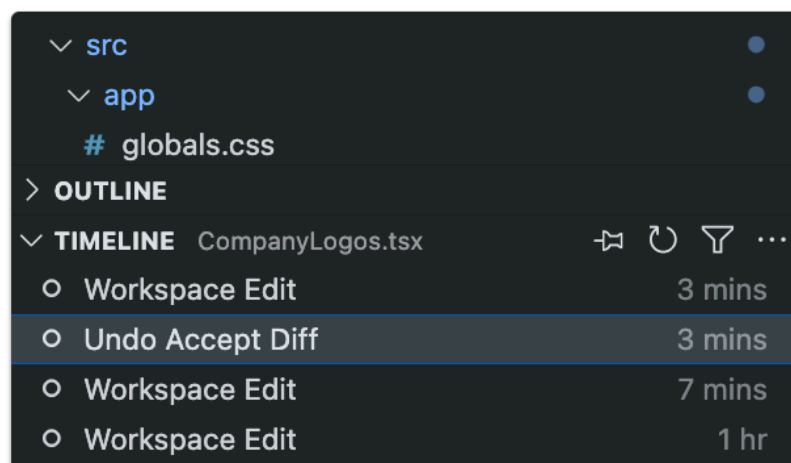 src
app
# globals.css
OUTLINE
TIMELINE CompanyLogos.tsx
Workspace Edit 3 mins
Undo Accept Diff 3 mins
Workspace Edit 7 mins
Workspace Edit 1 hr